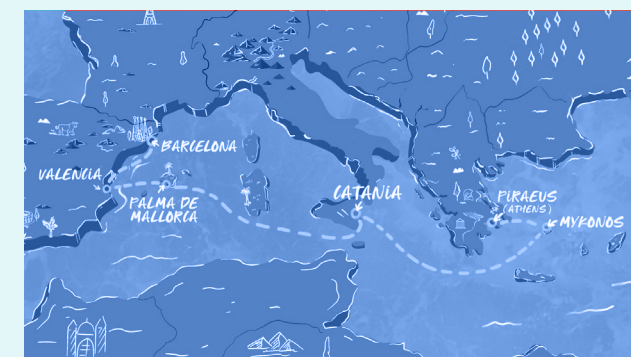 BARCELONA
VALENCIA
PALMA DE
MALLORCA
CATANIA
PIRAEUS
(ATHENS)
MYKONOS